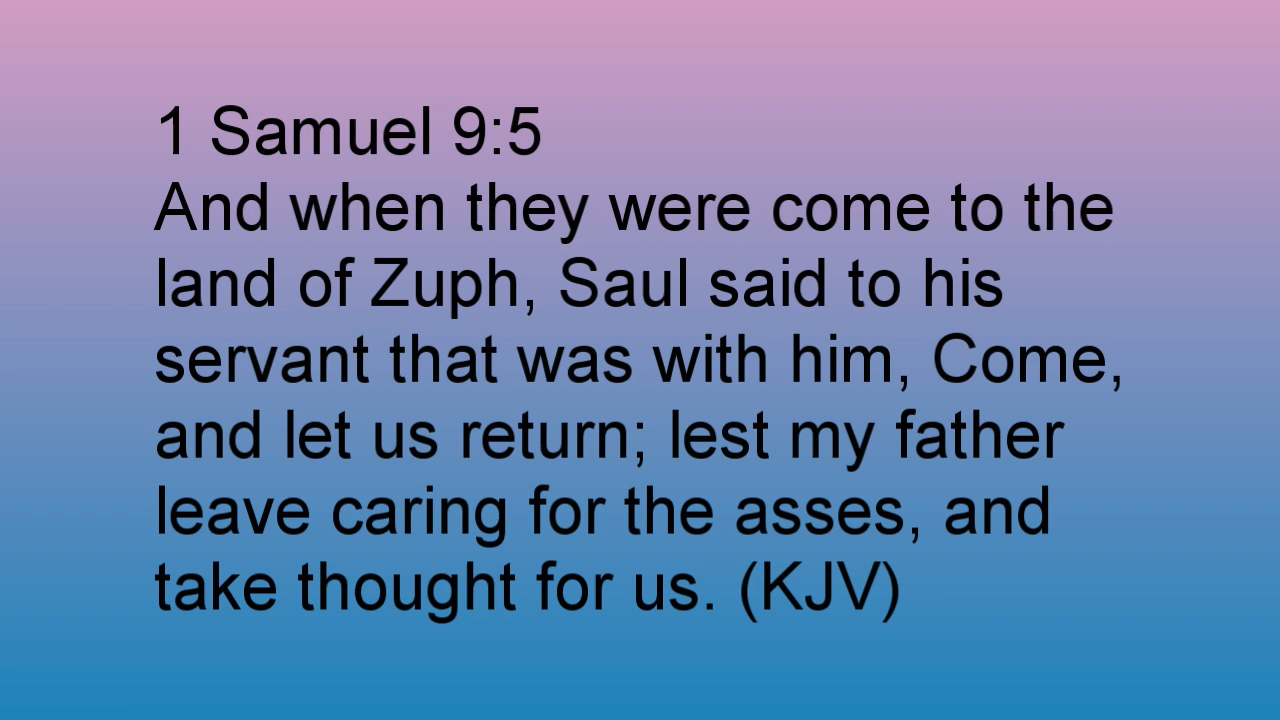 1 Samuel 9:5
And when they were come to the
land of Zuph, Saul said to his
servant that was with him, Come,
and let us return; lest my father
leave caring for the asses, and
take thought for us. (KJV)